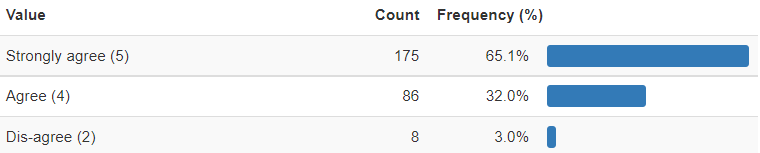 Value Count Frequency (%)
Strongly agree (5) 175 65.1%
Agree (4) 86 32.0%
Dis-agree (2) 8 3.0%